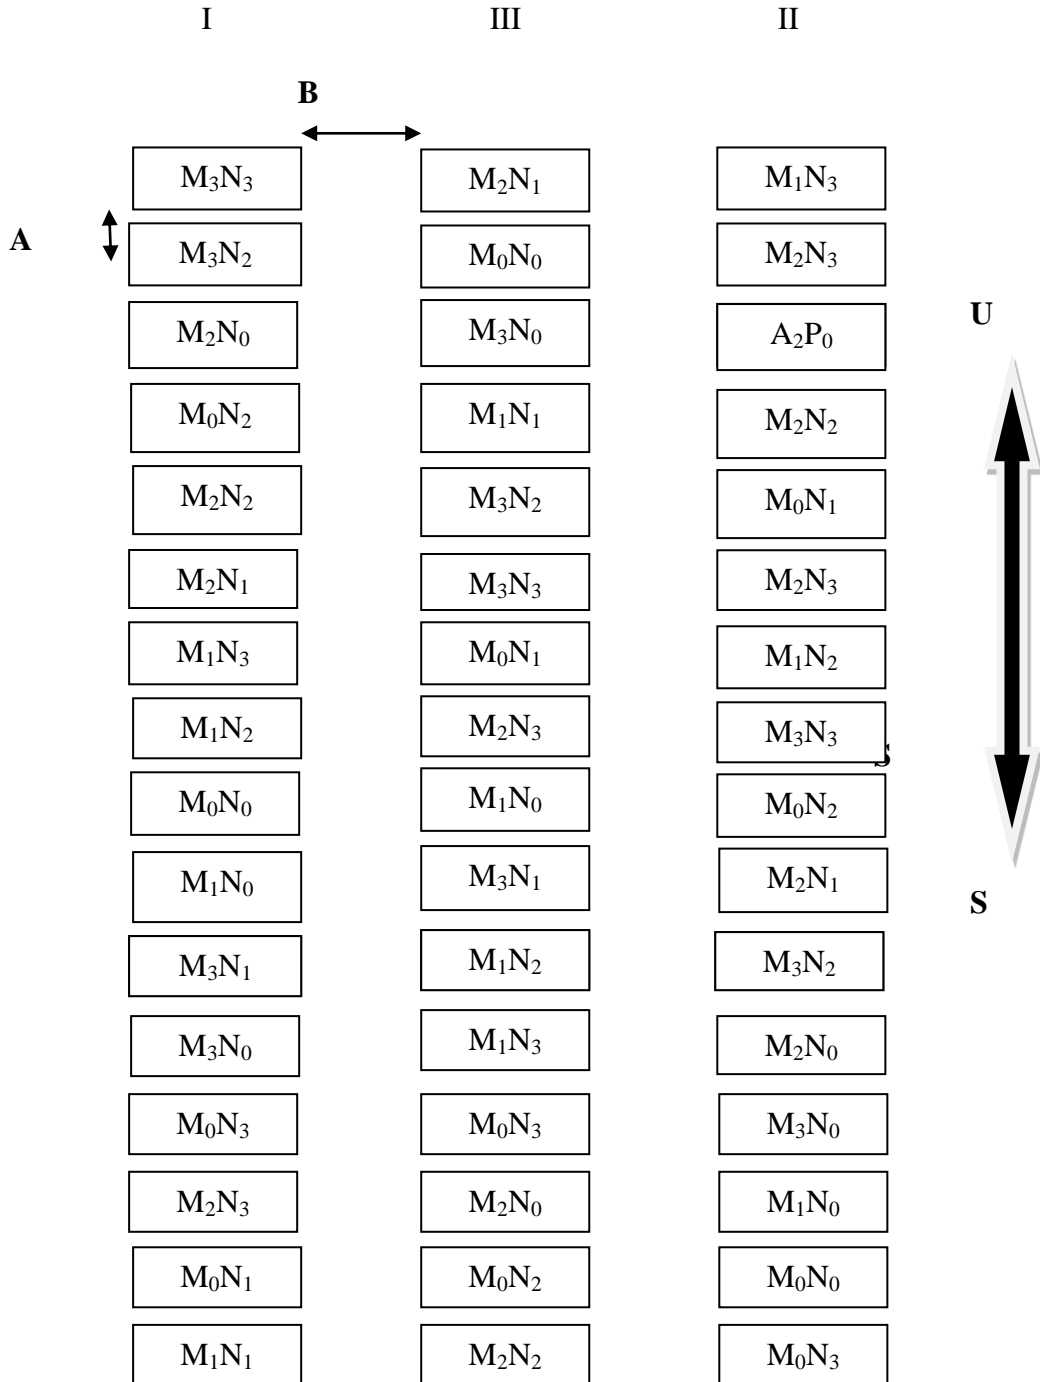 I III II
B
M₃N₃ M₂N₁ M₁N₃
A M₃N₂ M₀N₀ M₂N₃
U
M₂N₀ M₃N₀ A₂P₀
M₀N₂ M₁N₁ M₂N₂
M₂N₂ M₃N₂ M₀N₁
M₂N₁ M₃N₃ M₂N₃
M₁N₃ M₀N₁ M₁N₂
M₁N₂ M₂N₃ M₃N₃
S
M₀N₀ M₁N₀ M₀N₂
M₁N₀ M₃N₁ M₂N₁
S
M₃N₁ M₁N₂ M₃N₂
M₃N₀ M₁N₃ M₂N₀
M₀N₃ M₀N₃ M₃N₀
M₂N₃ M₂N₀ M₁N₀
M₀N₁ M₀N₂ M₀N₀
M₁N₁ M₂N₂ M₀N₃